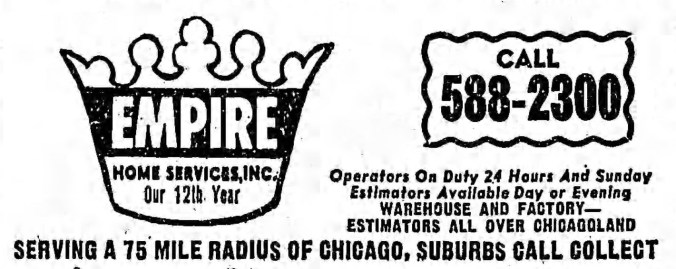 EMPIRE
HOME SERVICES, INC.
Our 12th Year
CALL
588-2300
Operators On Duty 24 Hours And Sunday
Estimators Available Day or Evening
WAREHOUSE AND FACTORY—
ESTIMATORS ALL OVER CHICAGOLAND
SERVING A 75 MILE RADIUS OF CHICAGO, SUBURBS CALL COLLECT